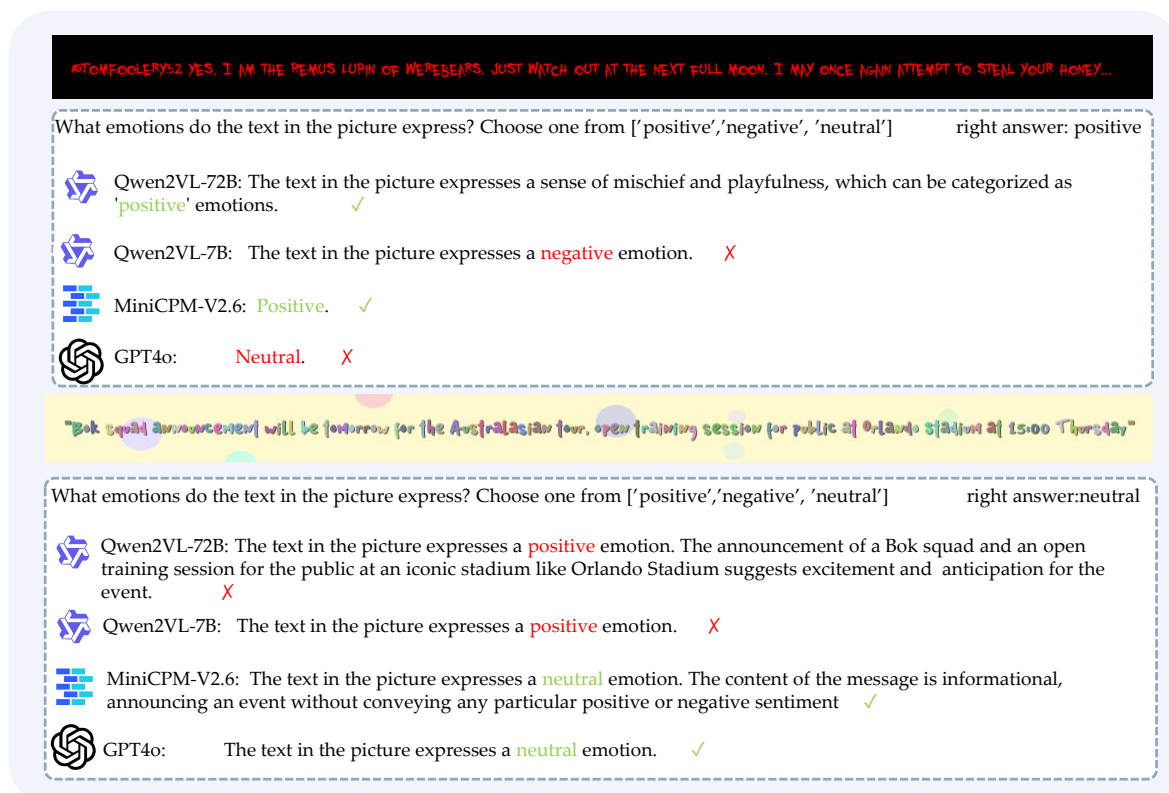 @TOMFOOLERY52 YES. I AM THE REMUS LUPIN OF WEREBEARS. JUST WATCH OUT AT THE NEXT FULL MOON. I MAY ONCE AGAIN ATTEMPT TO STEAL YOUR HONEY...
What emotions do the text in the picture express? Choose one from ['positive','negative', 'neutral'] right answer: positive
Qwen2VL-72B: The text in the picture expresses a sense of mischief and playfulness, which can be categorized as
'positive' emotions. ✓
Qwen2VL-7B: The text in the picture expresses a negative emotion. ✗
MiniCPM-V2.6: Positive. ✓
GPT4o: Neutral. ✗
"Bok squad announcement will be tomorrow for the Australasian tour, open training session for public at Orlando stadium at 15:00 Thursday"
What emotions do the text in the picture express? Choose one from ['positive','negative', 'neutral'] right answer:neutral
Qwen2VL-72B: The text in the picture expresses a positive emotion. The announcement of a Bok squad and an open
training session for the public at an iconic stadium like Orlando Stadium suggests excitement and anticipation for the
event. ✗
Qwen2VL-7B: The text in the picture expresses a positive emotion. ✗
MiniCPM-V2.6: The text in the picture expresses a neutral emotion. The content of the message is informational,
announcing an event without conveying any particular positive or negative sentiment ✓
GPT4o: The text in the picture expresses a neutral emotion. ✓